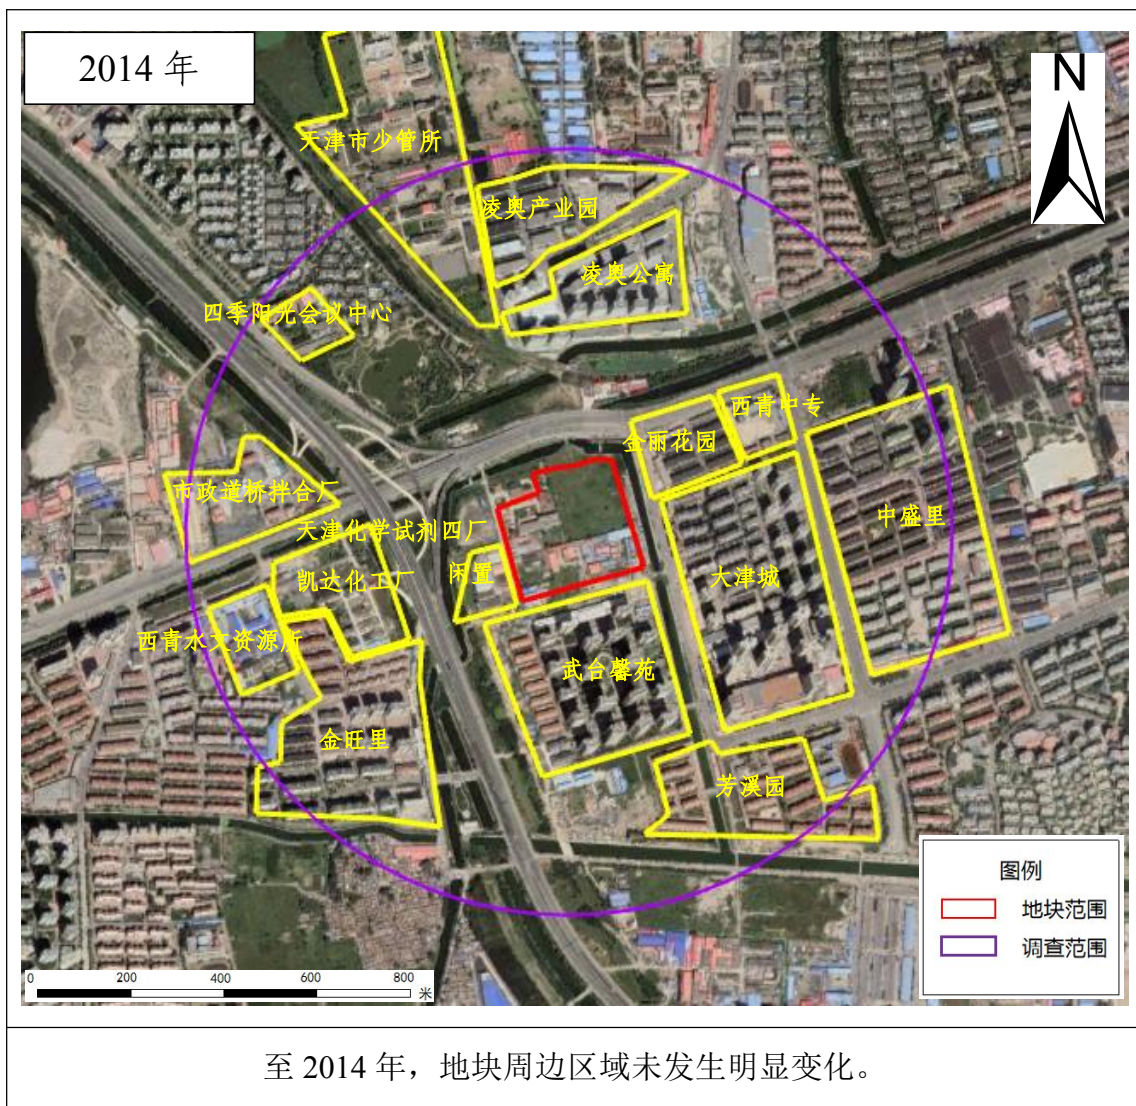 2014 年
N
天津市少管所
凌奥产业园
凌奥公寓
四季阳光会议中心
西青中专
金丽花园
市政道桥拌合厂
天津化学试剂四厂
中盛里
闲置
凯达化工厂
大津城
西青水文资源所
武台馨苑
金旺里
芳溪园
图例
地块范围
调查范围
0 200 400 600 800
米
至 2014 年，地块周边区域未发生明显变化。